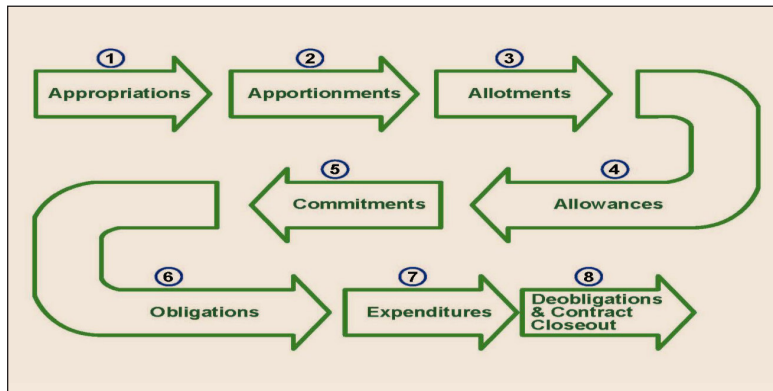 1
Appropriations
2
Apportionments
3
Allotments
4
Allowances
5
Commitments
6
Obligations
7
Expenditures
8
Deobligations
& Contract
Closeout